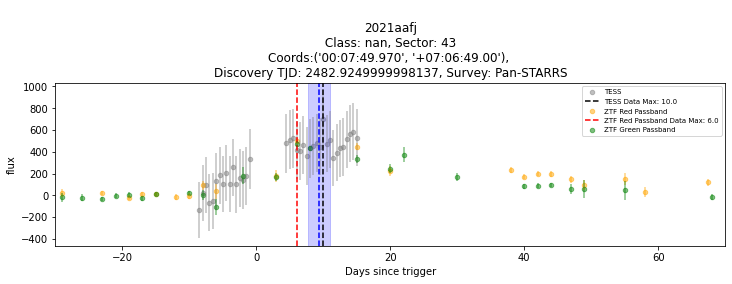 2021aafj
Class: nan, Sector: 43
Coords:('00:07:49.970', '+07:06:49.00'),
Discovery TJD: 2482.9249999998137, Survey: Pan-STARRS
1000
800
600
400
200
0
−200
−400
flux
TESS
TESS Data Max: 10.0
ZTF Red Passband
ZTF Red Passband Data Max: 6.0
ZTF Green Passband
−20
0
20
40
60
Days since trigger